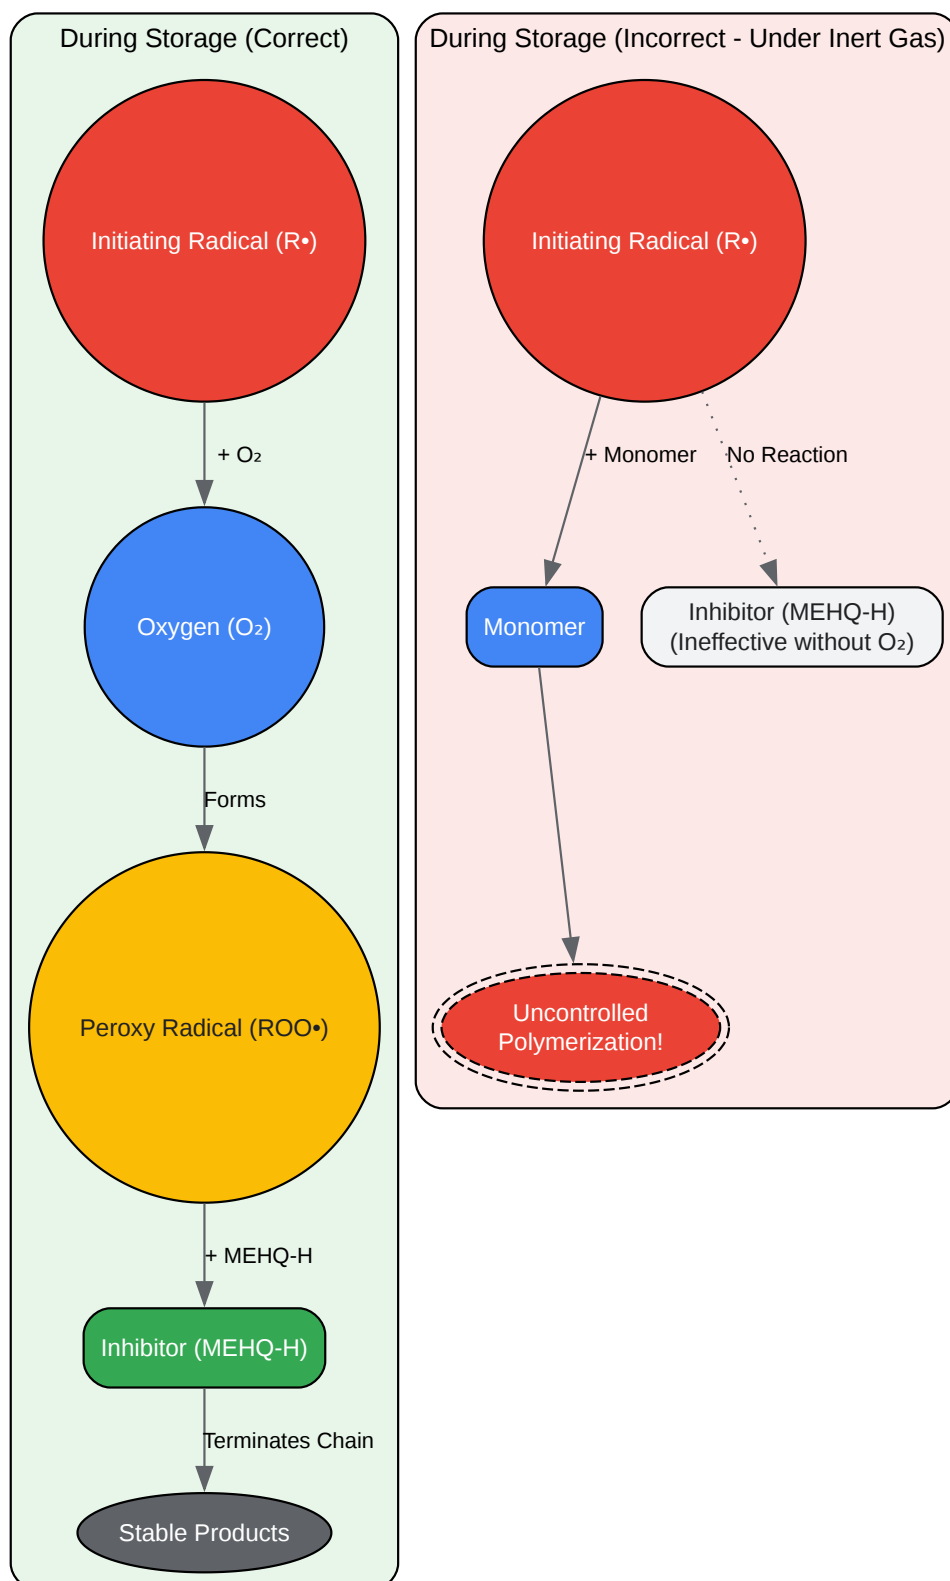 During Storage (Correct)
Initiating Radical (R•)
+ O₂
Oxygen (O₂)
Forms
Peroxy Radical (ROO•)
+ MEHQ-H
Inhibitor (MEHQ-H)
Terminates Chain
Stable Products
During Storage (Incorrect - Under Inert Gas)
Initiating Radical (R•)
+ Monomer
No Reaction
Monomer
Inhibitor (MEHQ-H)
(Ineffective without O₂)
Uncontrolled
Polymerization!